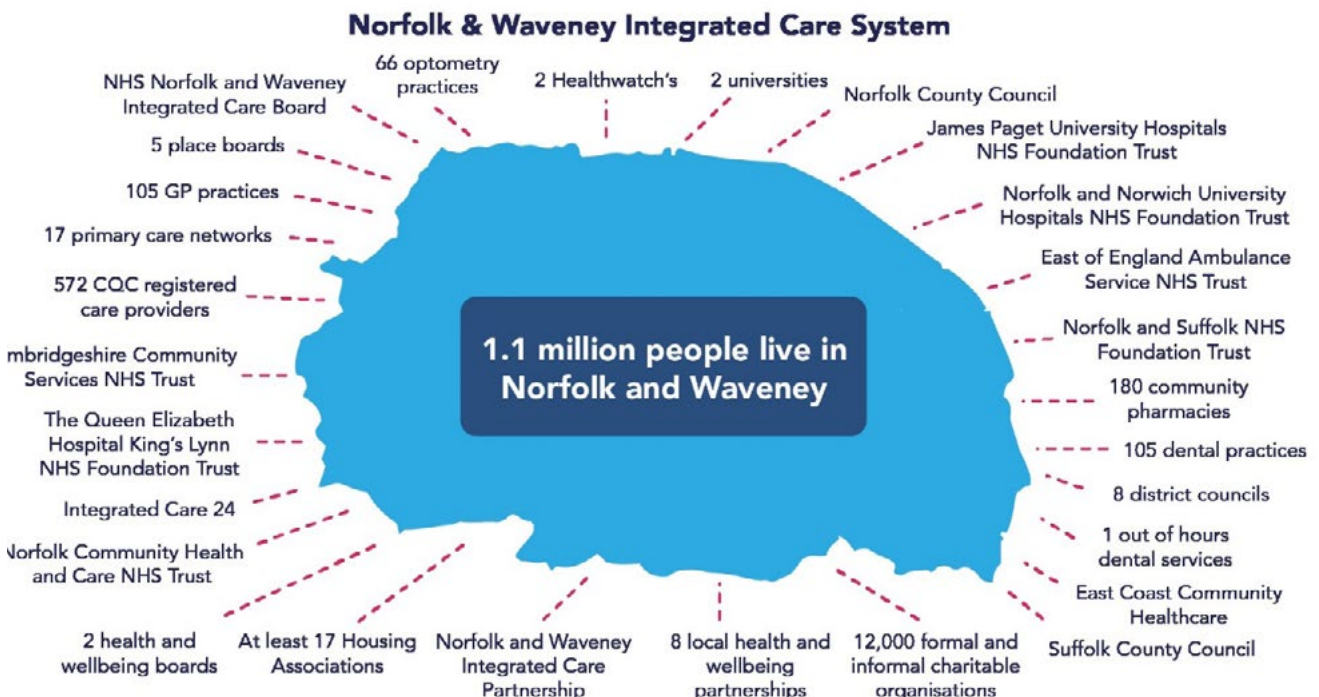 Norfolk & Waveney Integrated Care System
NHS Norfolk and Waveney
Integrated Care Board
66 optometry
practices
2 Healthwatch's
2 universities
Norfolk County Council
James Paget University Hospitals
NHS Foundation Trust
Norfolk and Norwich University
Hospitals NHS Foundation Trust
East of England Ambulance
Service NHS Trust
Norfolk and Suffolk NHS
Foundation Trust
180 community
pharmacies
105 dental practices
8 district councils
1 out of hours
dental services
East Coast Community
Healthcare
Suffolk County Council
5 place boards
105 GP practices
17 primary care networks
572 CQC registered
care providers
mbridgeshire Community
Services NHS Trust
The Queen Elizabeth
Hospital King's Lynn
NHS Foundation Trust
Integrated Care 24
Norfolk Community Health
and Care NHS Trust
1.1 million people live in
Norfolk and Waveney
2 health and
wellbeing boards
At least 17 Housing
Associations
Norfolk and Waveney
Integrated Care
Partnership
8 local health and
wellbeing
partnerships
12,000 formal and
informal charitable
organisations